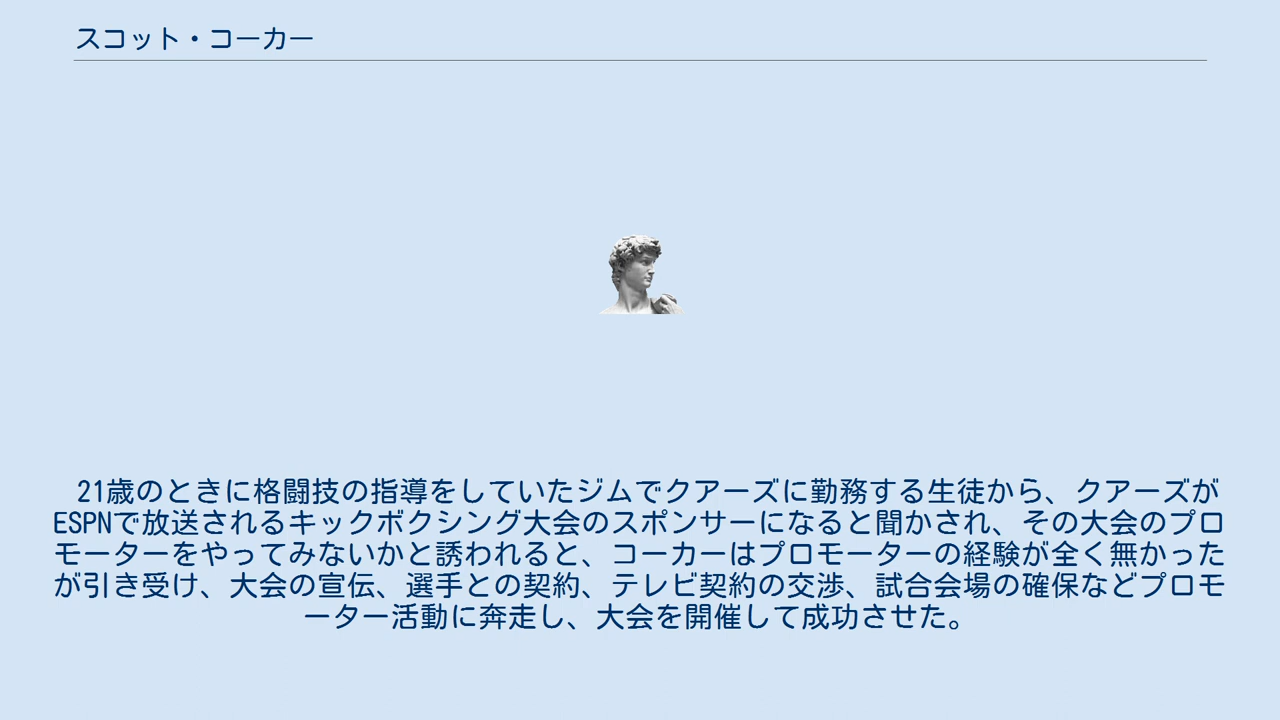 スコット・コーカー
21歳のときに格闘技の指導をしていたジムでクアーズに勤務する生徒から、クアーズが
ESPNで放送されるキックボクシング大会のスポンサーになると聞かされ、その大会のプロ
モーターをやってみないかと誘われると、コーカーはプロモーターの経験が全く無かった
が引き受け、大会の宣伝、選手との契約、テレビ契約の交渉、試合会場の確保などプロモ
ーター活動に奔走し、大会を開催して成功させた。